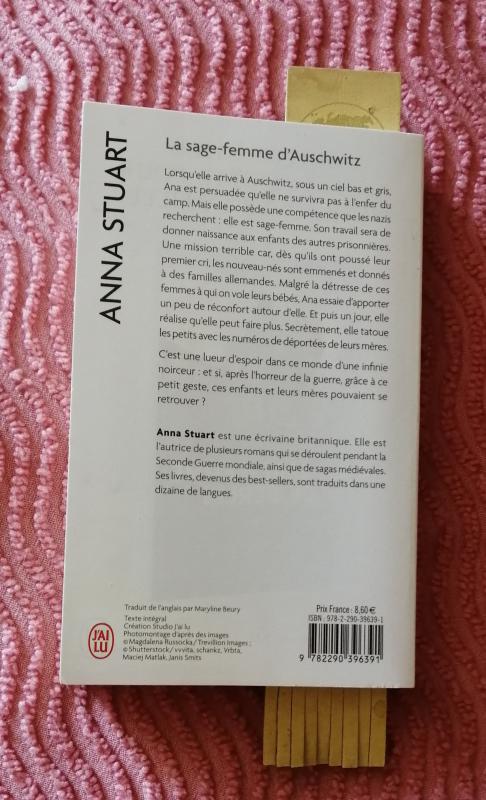 ANNA STUART
La sage-femme d'Auschwitz
Lorsqu'elle arrive à Auschwitz, sous un ciel bas et gris,
Ana est persuadée qu'elle ne survivra pas à l'enfer du
camp. Mais elle possède une compétence que les nazis
recherchent : elle est sage-femme. Son travail sera de
donner naissance aux enfants des autres prisonnières.
Une mission terrible car, dès qu'ils ont poussé leur
premier cri, les nouveau-nés sont emmenés et donnés
à des familles allemandes. Malgré la détresse de ces
femmes à qui on vole leurs bébés, Ana essaie d'apporter
un peu de réconfort autour d'elle. Et puis un jour, elle
réalise qu'elle peut faire plus. Secrètement, elle tatoue
les petits avec les numéros de déportées de leurs mères.
C'est une lueur d'espoir dans ce monde d'une infinie
noirceur : et si, après l'horreur de la guerre, grâce à ce
petit geste, ces enfants et leurs mères pouvaient se
retrouver ?
Anna Stuart est une écrivaine britannique. Elle est
l'autrice de plusieurs romans qui se déroulent pendant la
Seconde Guerre mondiale, ainsi que de sagas médiévales.
Ses livres, devenus des best-sellers, sont traduits dans une
dizaine de langues.
Traduit de l'anglais par Maryline Beury
Texte intégral
Création Studio J'ai lu
Photomontage d'après des images
© Magdalena Russocka / Trevillion Images ;
© Shutterstock / vvvita, schankz, Vrbta,
Maciej Matlak, Janis Smits
J'AI
LU
Prix France : 8,60 €
ISBN : 978-2-290-39639-1
9 782290 396391